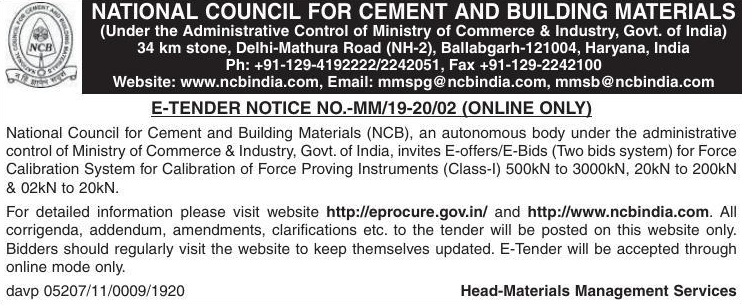 NATIONAL COUNCIL FOR CEMENT AND BUILDING MATERIALS
(Under the Administrative Control of Ministry of Commerce & Industry, Govt. of India)
34 km stone, Delhi-Mathura Road (NH-2), Ballabgarh-121004, Haryana, India
Ph: +91-129-4192222/2242051, Fax +91-129-2242100
Website: www.ncbindia.com, Email: mmspg@ncbindia.com, mmsb@ncbindia.com
NATIONAL COUNCIL FOR CEMENT AND BUILDING MATERIALS
NCB
E-TENDER NOTICE NO.-MM/19-20/02 (ONLINE ONLY)
National Council for Cement and Building Materials (NCB), an autonomous body under the administrative
control of Ministry of Commerce & Industry, Govt. of India, invites E-offers/E-Bids (Two bids system) for Force
Calibration System for Calibration of Force Proving Instruments (Class-I) 500kN to 3000kN, 20kN to 200kN
& 02kN to 20kN.
For detailed information please visit website http://eprocure.gov.in/ and http://www.ncbindia.com. All
corrigenda, addendum, amendments, clarifications etc. to the tender will be posted on this website only.
Bidders should regularly visit the website to keep themselves updated. E-Tender will be accepted through
online mode only.
davp 05207/11/0009/1920 Head-Materials Management Services